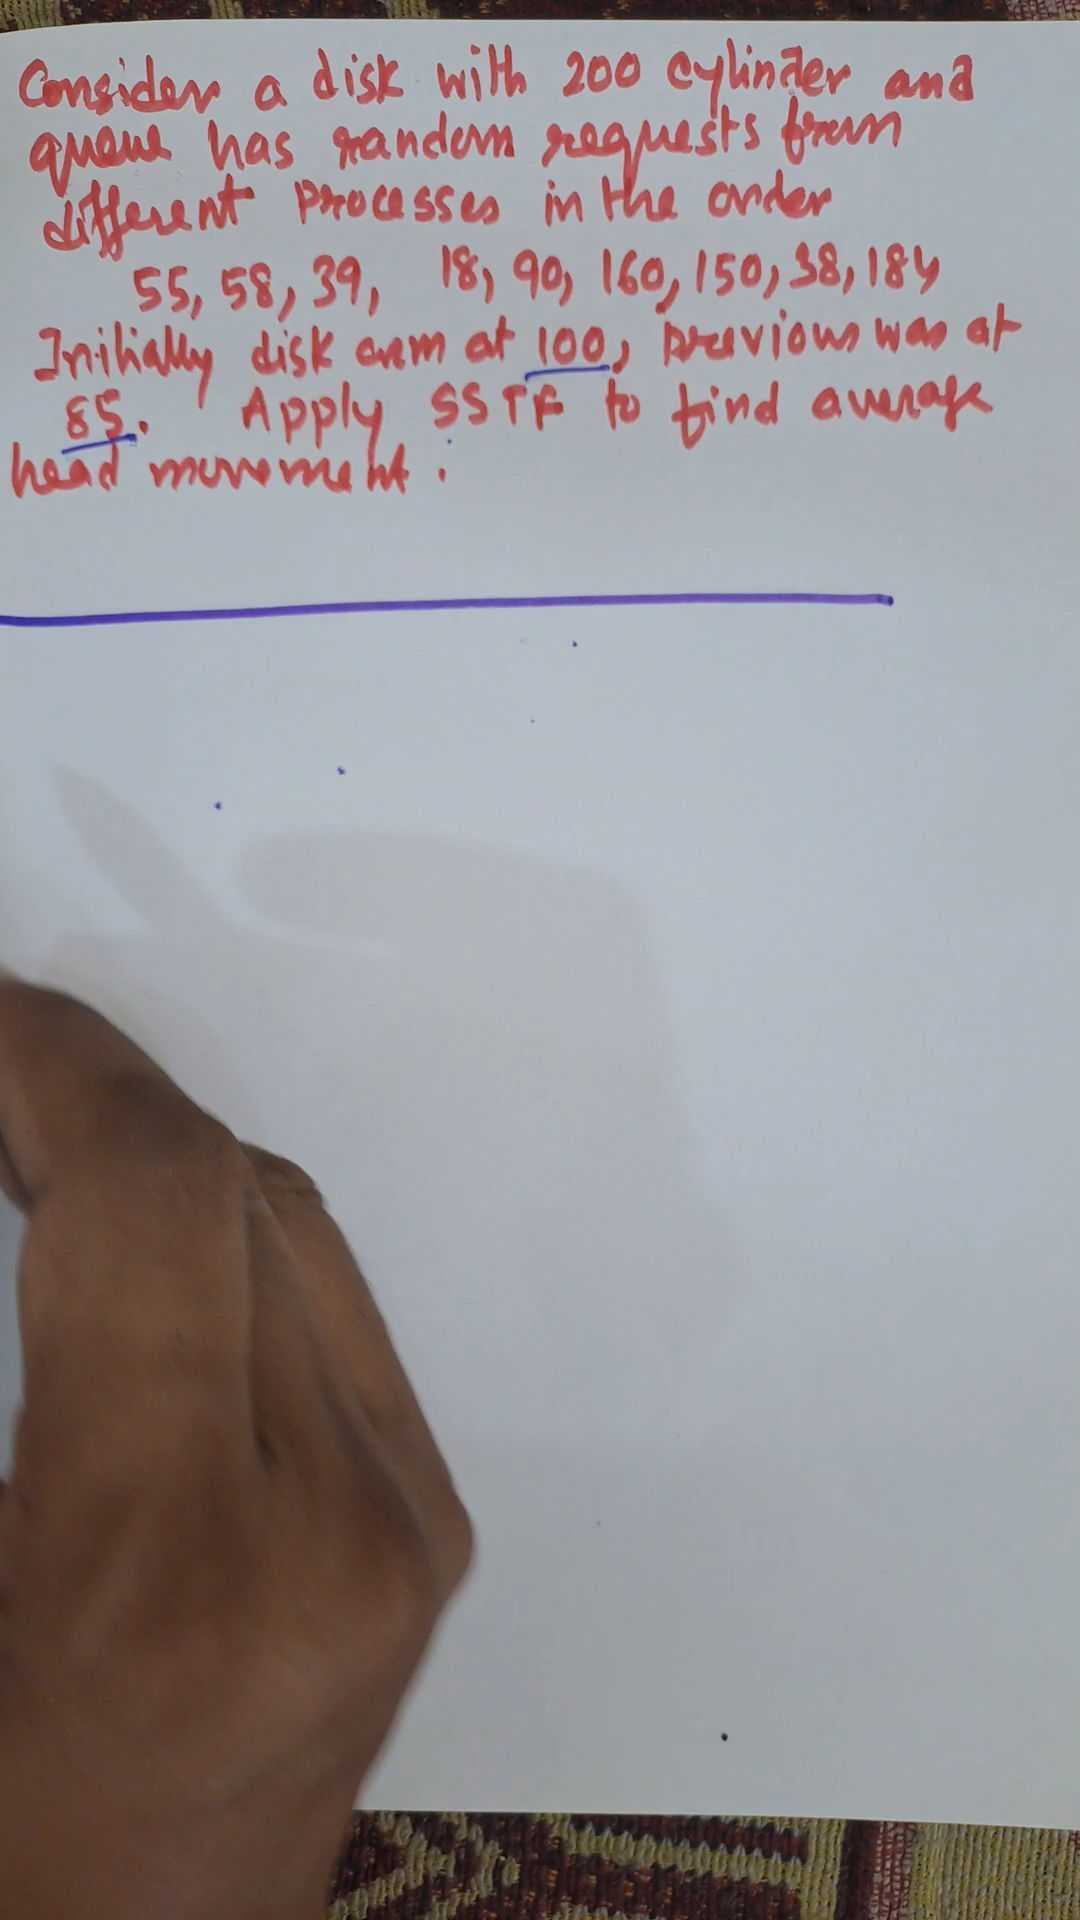 Consider a disk with 200 cylinder and
queue has random requests from
different processes in the order
55, 58, 39, 18, 90, 160, 150, 38, 184
Initially disk arm at 100, previous was at
85. Apply SSTF to find average
head movement.